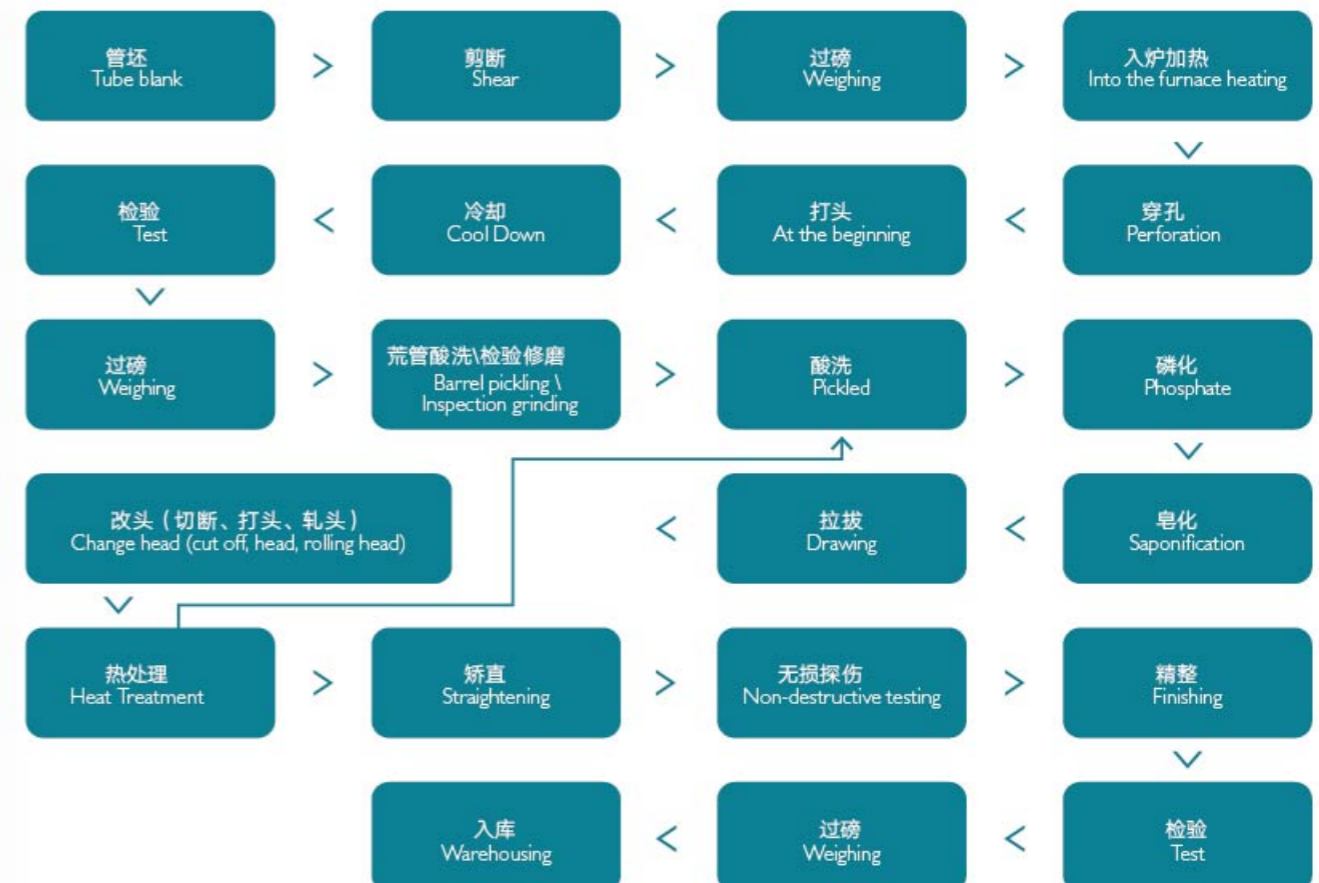 管坯
Tube blank
剪断
Shear
过磅
Weighing
入炉加热
Into the furnace heating
穿孔
Perforation
打头
At the beginning
冷却
Cool Down
检验
Test
过磅
Weighing
荒管酸洗\检验修磨
Barrel pickling \
Inspection grinding
酸洗
Pickled
磷化
Phosphate
皂化
Saponification
拉拔
Drawing
改头(切断、打头、轧头)
Change head (cut off, head, rolling head)
热处理
Heat Treatment
矫直
Straightening
无损探伤
Non-destructive testing
精整
Finishing
检验
Test
过磅
Weighing
入库
Warehousing